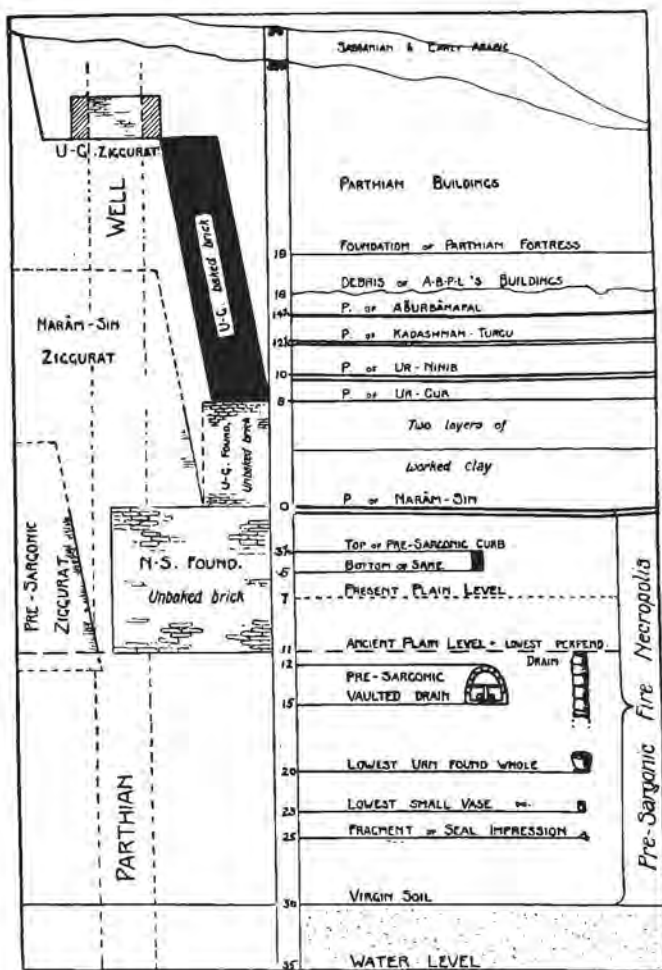 SASSANIAN & EARLY ARABIC
U-G. ZIGGURAT
WELL
U-G. baked brick
PARTHIAN BUILDINGS
19
FOUNDATION OF PARTHIAN FORTRESS
DEBRIS OF A-B-P-L'S BUILDINGS
16
P. OF AŠURBÂNAPAL
NARÂM-SIN
ZIGGURAT
P. OF KADASHMAN-TURGU
P. OF UR-NINIB
10
P. OF UR-GUR
8
U-G. FOUND.
Unbaked brick
Two layers of
worked clay
0
P. OF NARÂM-SIN
PRE-SARGONIC
ZIGGURAT
N-S. FOUND.
Unbaked brick
TOP OF PRE-SARGONIC CURB
BOTTOM OF SAME
5
PRESENT PLAIN LEVEL
7
ANCIENT PLAIN LEVEL + LOWEST PERPEND.
DRAIN
11
12
PRE-SARGONIC
VAULTED DRAIN
15
LOWEST URN FOUND WHOLE
20
LOWEST SMALL VASE
23
FRAGMENT OF SEAL IMPRESSION
25
Pre-Sargonic Fire Necropolis
PARTHIAN
VIRGIN SOIL
30
WATER LEVEL
35